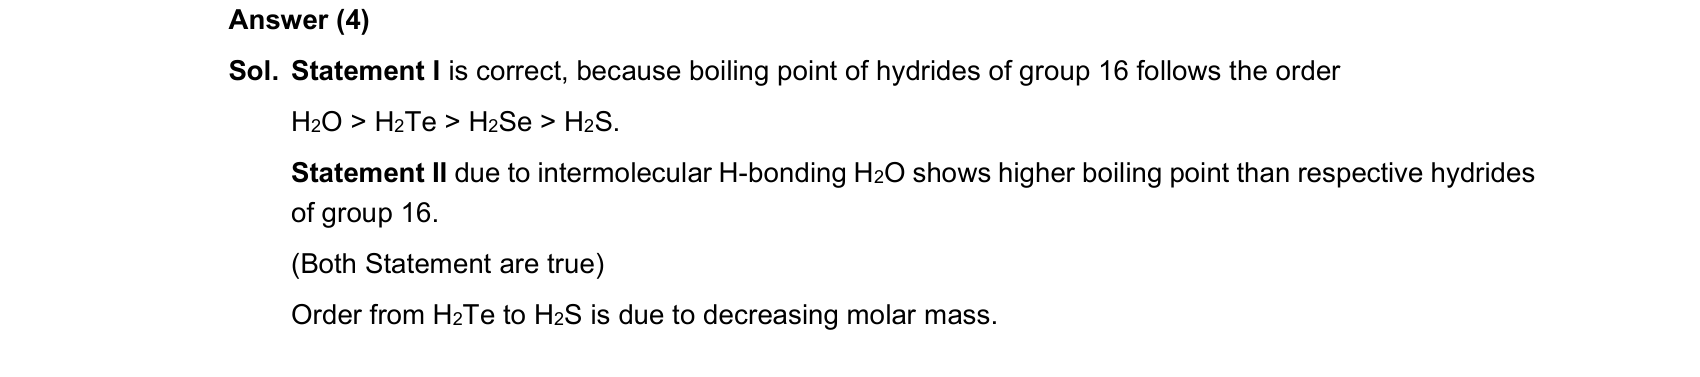 Answer (4)
Sol. Statement I is correct, because boiling point of hydrides of group 16 follows the order
H₂O > H₂Te > H₂Se > H₂S.
Statement II due to intermolecular H-bonding H₂O shows higher boiling point than respective hydrides
of group 16.
(Both Statement are true)
Order from H₂Te to H₂S is due to decreasing molar mass.